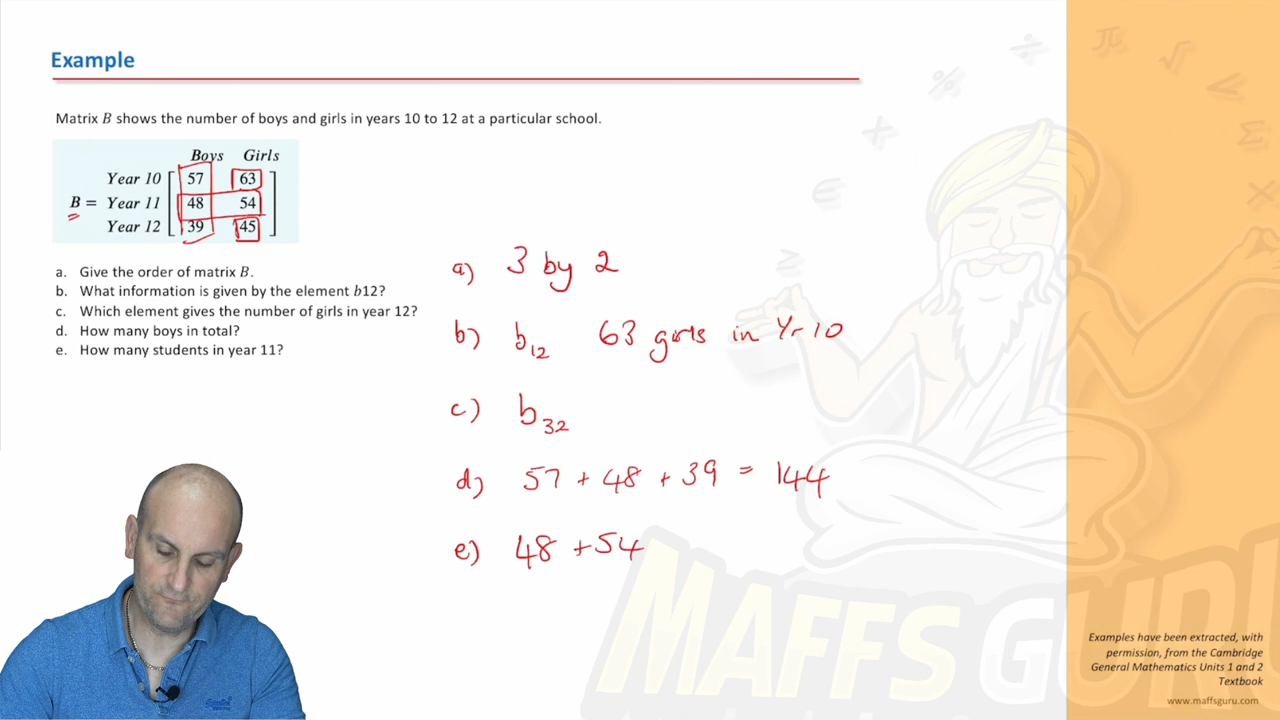 Example
Matrix B shows the number of boys and girls in years 10 to 12 at a particular school.
Boys Girls
Year 10 57 63
B = Year 11 48 54
Year 12 39 45
a. Give the order of matrix B.
b. What information is given by the element b12?
c. Which element gives the number of girls in year 12?
d. How many boys in total?
e. How many students in year 11?
a) 3 by 2
b) b12 63 girls in Yr 10
c) b32
d) 57 + 48 + 39 = 144
e) 48 + 54
MAFFS GURU
Examples have been extracted, with
permission, from the Cambridge
General Mathematics Units 1 and 2
Textbook
www.maffsguru.com